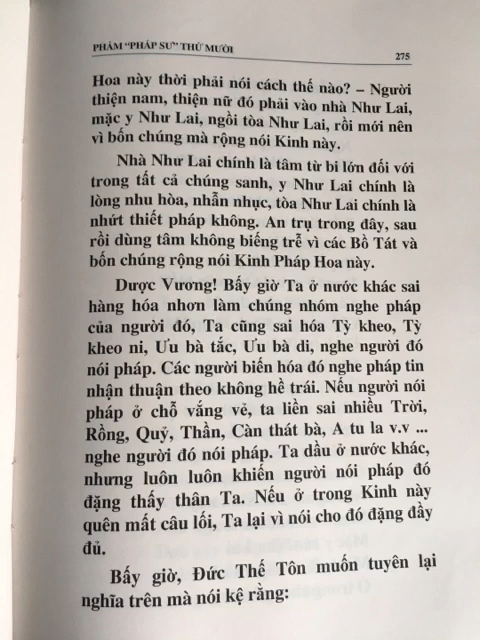 PHẨM "PHÁP SƯ" THỨ MƯỜI 275
Hoa này thời phải nói cách thế nào? – Người
thiện nam, thiện nữ đó phải vào nhà Như Lai,
mặc y Như Lai, ngồi tòa Như Lai, rồi mới nên
vì bốn chúng mà rộng nói Kinh này.
Nhà Như Lai chính là tâm từ bi lớn đối với
trong tất cả chúng sanh, y Như Lai chính là
lòng nhu hòa, nhẫn nhục, tòa Như Lai chính là
nhứt thiết pháp không. An trụ trong đây, sau
rồi dùng tâm không biếng trễ vì các Bồ Tát và
bốn chúng rộng nói Kinh Pháp Hoa này.
Dược Vương! Bấy giờ Ta ở nước khác sai
hàng hóa nhơn làm chúng nhóm nghe pháp
của người đó, Ta cũng sai hóa Tỳ kheo, Tỳ
kheo ni, Ưu bà tắc, Ưu bà di, nghe người đó
nói pháp. Các người biến hóa đó nghe pháp tin
nhận thuận theo không hề trái. Nếu người nói
pháp ở chỗ vắng vẻ, ta liền sai nhiều Trời,
Rồng, Quỷ, Thần, Càn thát bà, A tu la v.v ...
nghe người đó nói pháp. Ta dầu ở nước khác,
nhưng luôn luôn khiến người nói pháp đó
đặng thấy thân Ta. Nếu ở trong Kinh này
quên mất câu lối, Ta lại vì nói cho đó đặng đầy
đủ.
Bấy giờ, Đức Thế Tôn muốn tuyên lại
nghĩa trên mà nói kệ rằng: